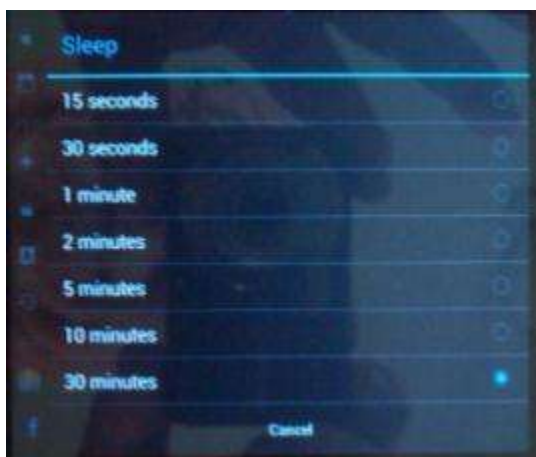 Sleep
15 seconds
30 seconds
1 minute
2 minutes
5 minutes
10 minutes
30 minutes
Cancel